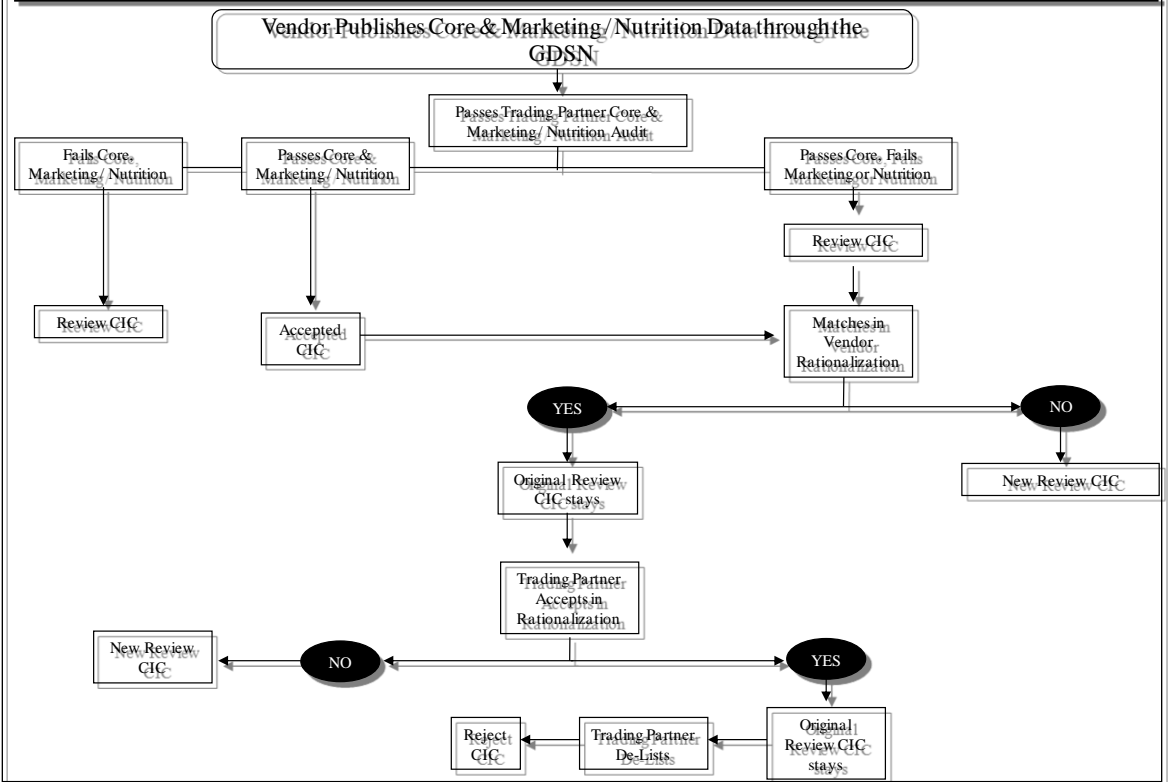 Vendor Publishes Core & Marketing / Nutrition Data through the
GDSN
Passes Trading Partner Core &
Marketing / Nutrition Audit
Fails Core,
Marketing / Nutrition
Passes Core &
Marketing / Nutrition
Passes Core, Fails
Marketing or Nutrition
Review CIC
Review CIC
Accepted
CIC
Matches in
Vendor
Rationalization
YES
NO
Original Review
CIC stays
New Review CIC
Trading Partner
Accepts in
Rationalization
New Review
CIC
NO
YES
Reject
CIC
Trading Partner
De-Lists
Original
Review CIC
stays